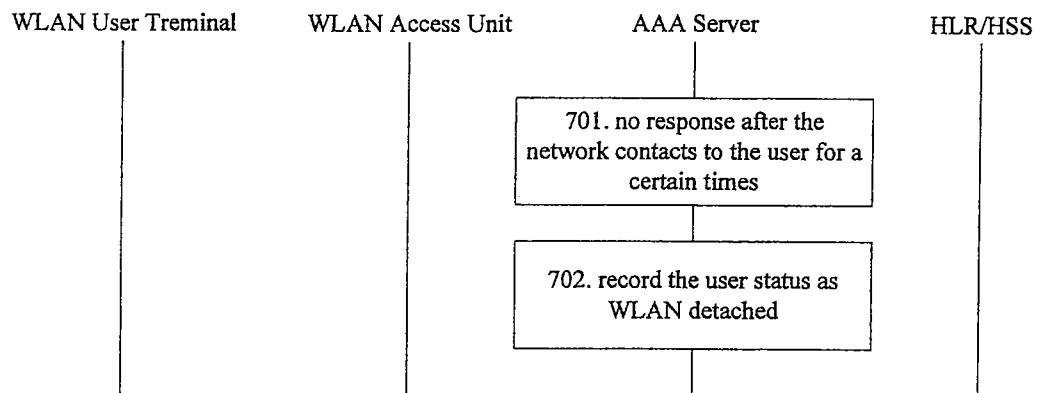 WLAN User Treminal
WLAN Access Unit
AAA Server
HLR/HSS
701. no response after the
network contacts to the user for a
certain times
702. record the user status as
WLAN detached